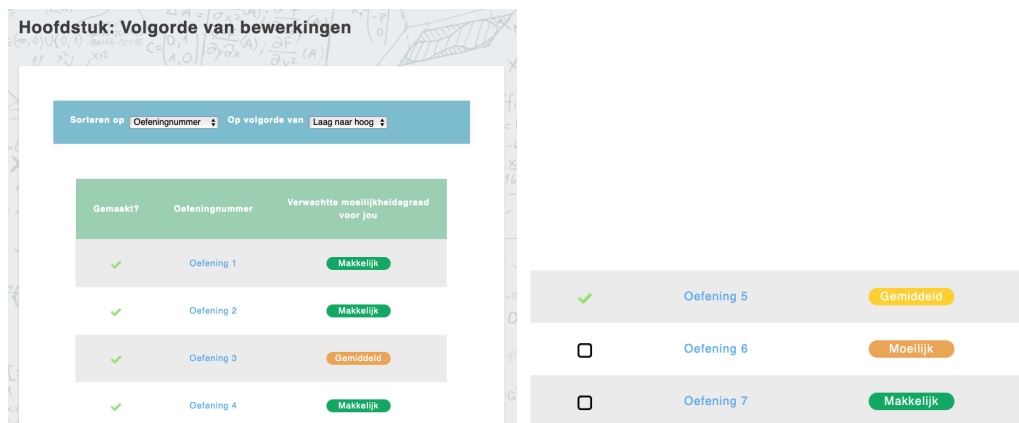 Hoofdstuk: Volgorde van bewerkingen
Sorteren op Oefeningnummer Op volgorde van Laag naar hoog
Gemaakt? Oefeningnummer Verwachtte moeilijkheidsgraad
voor jou
Oefening 1 Makkelijk
Oefening 2 Makkelijk
Oefening 3 Gemiddeld
Oefening 4 Makkelijk
Oefening 5 Gemiddeld
Oefening 6 Moeilijk
Oefening 7 Makkelijk